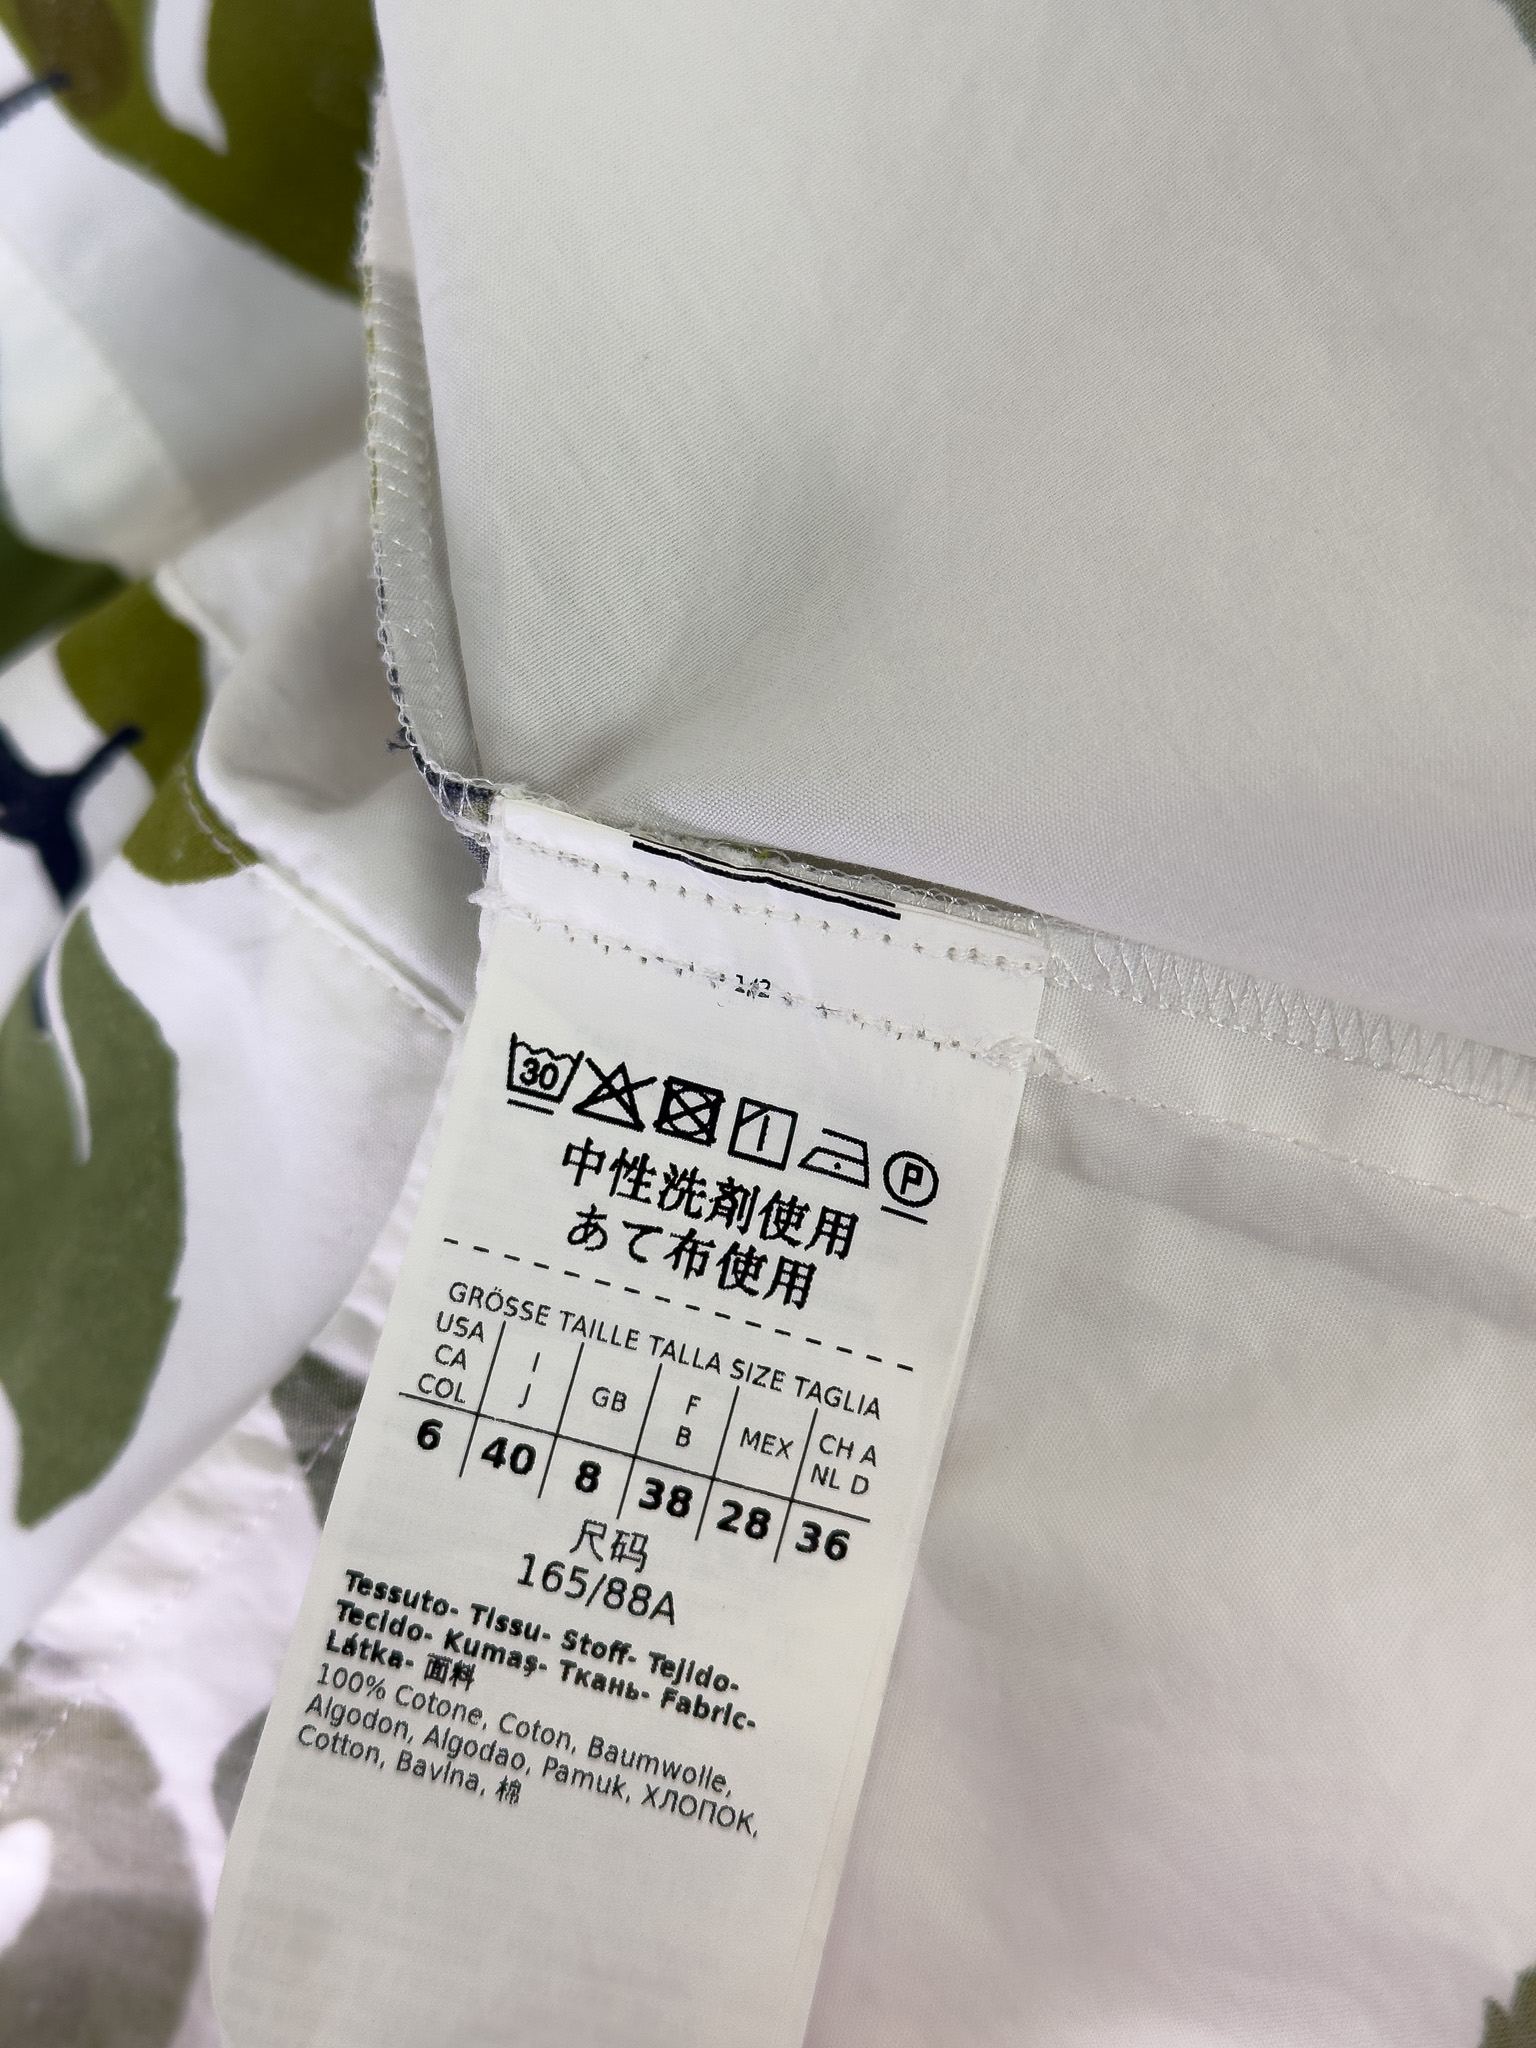 1/2
30 P
中性洗剤使用
あて布使用
GRÖSSE TAILLE TALLA SIZE TAGLIA
USA CA COL I J GB F B MEX CH A NL D
6 40 8 38 28 36
尺码
165/88A
Tessuto- Tissu- Stoff- Tejido-
Tecido- Kumaş- Ткань- Fabric-
Látka- 面料
100% Cotone, Coton, Baumwolle,
Algodon, Algodao, Pamuk, ХЛОПОК,
Cotton, Bavlna, 棉